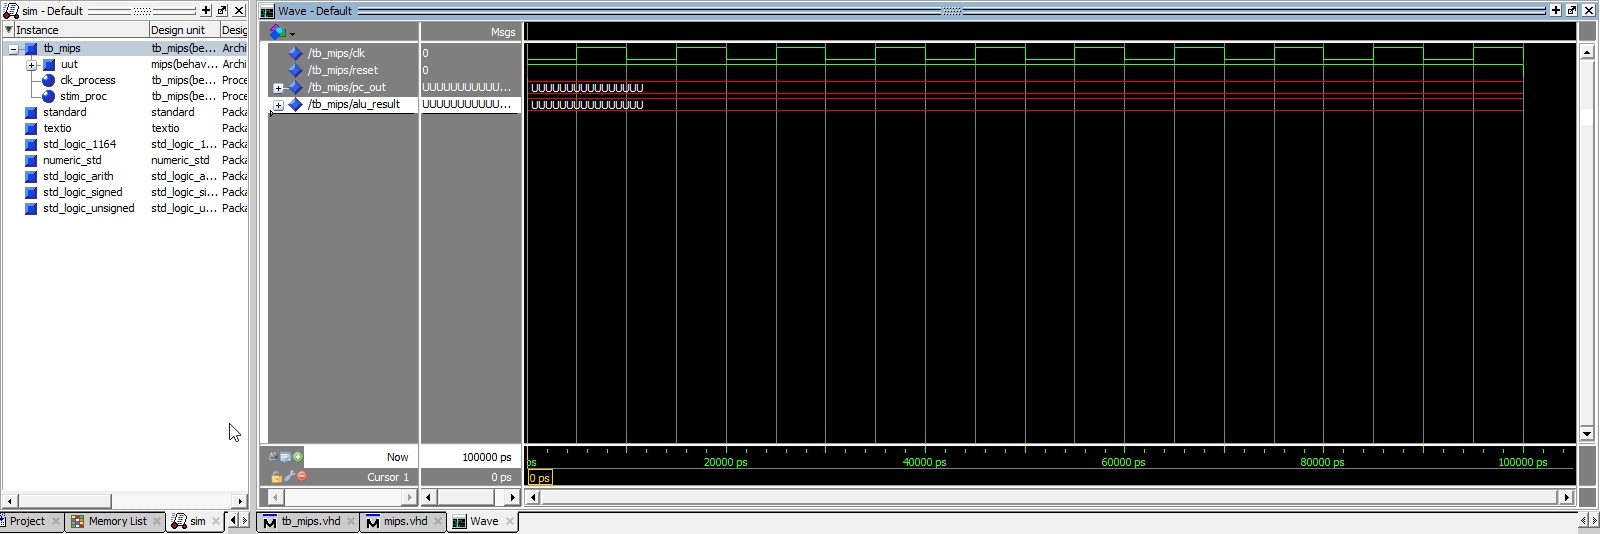 sim - Default
Instance Design unit Desig
tb_mips tb_mips(be... Archi
uut mips(behav... Archi
clk_process tb_mips(be... Proce
stim_proc tb_mips(be... Proce
standard standard Packa
textio textio Packa
std_logic_1164 std_logic_1... Packa
numeric_std numeric_std Packa
std_logic_arith std_logic_a... Packa
std_logic_signed std_logic_si... Packa
std_logic_unsigned std_logic_u... Packa
Project Memory List sim
Wave - Default
Msgs
/tb_mips/clk 0
/tb_mips/reset 0
/tb_mips/pc_out UUUUUUUUUUU... UUUUUUUUUUUUUUUU
/tb_mips/alu_result UUUUUUUUUUU... UUUUUUUUUUUUUUUU
Now 100000 ps ps 20000 ps 40000 ps 60000 ps 80000 ps 100000 ps
Cursor 1 0 ps 0 ps
tb_mips.vhd mips.vhd Wave